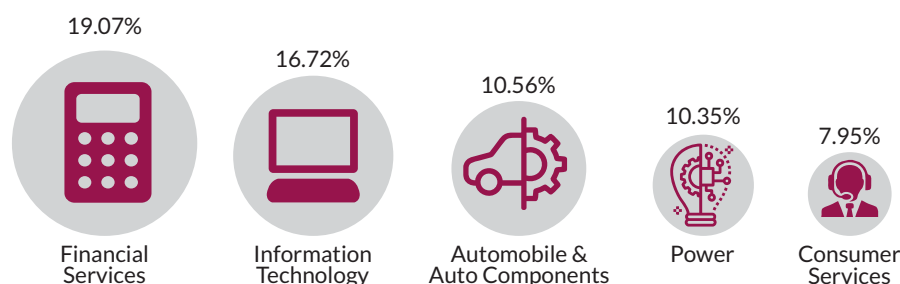 19.07%
16.72%
10.56%
10.35%
7.95%
Financial
Services
Information
Technology
Automobile &
Auto Components
Power
Consumer
Services